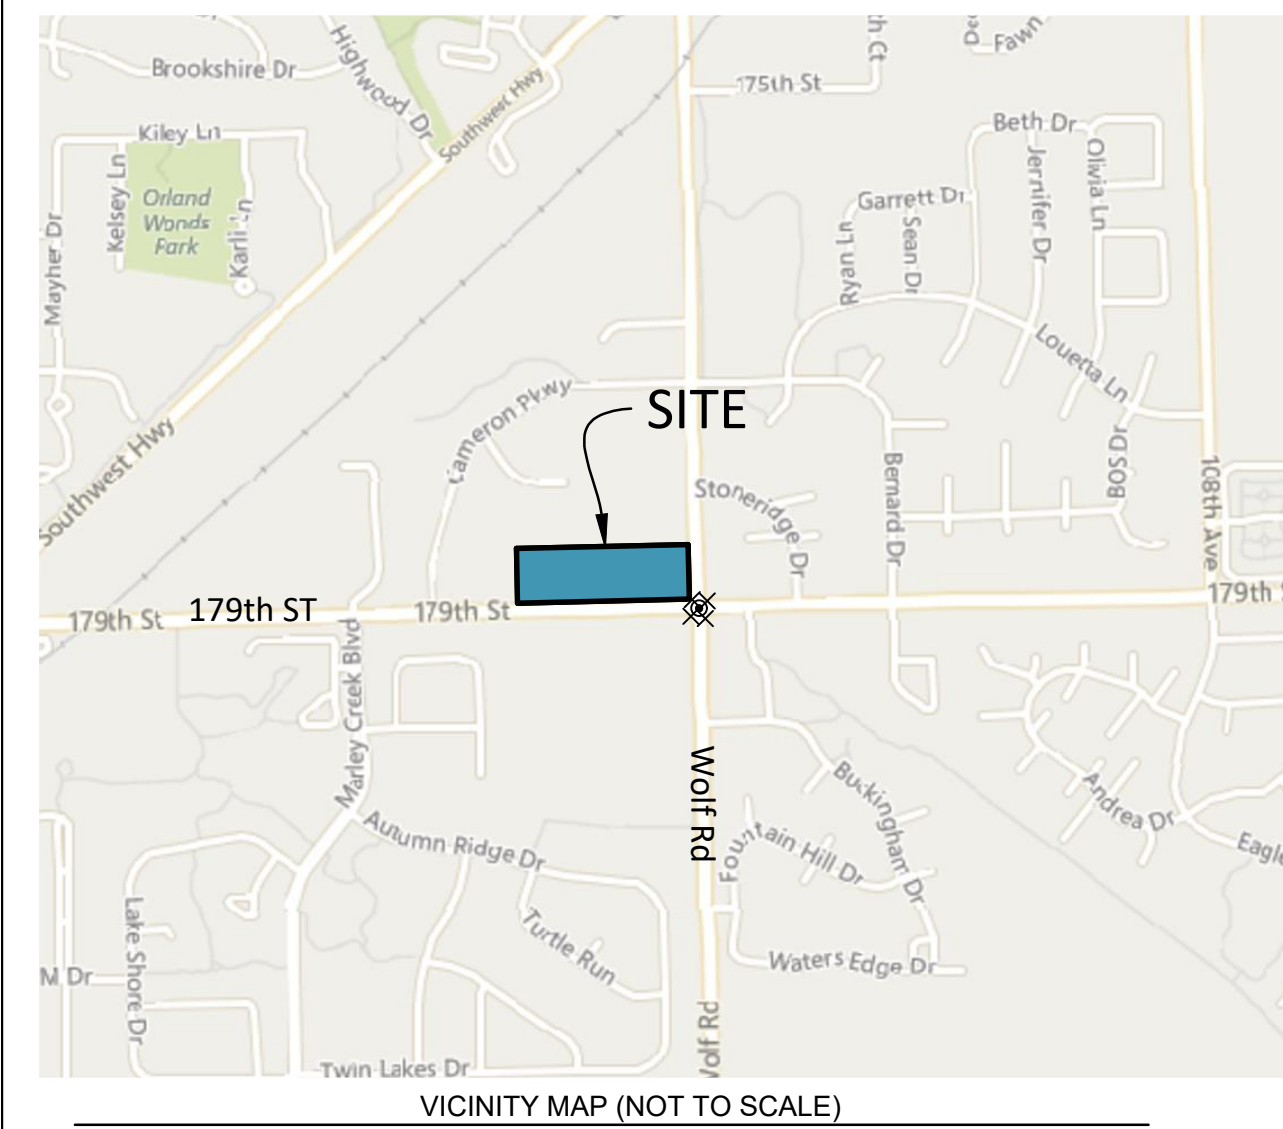 Brookshire Dr
Highwood Dr
Southwest Hwy
th Ct
Fawn
175th St
Kiley Ln
Kelsey Ln
Orland
Woods
Park
Karli Ln
Mayher Dr
Beth Dr
Jennifer Dr
Olivia Ln
Garrett Dr
Sean Dr
Ryan Ln
Louetta Ln
Cameron Pkwy
SITE
Southwest Hwy
Stoneridge Dr
Bernard Dr
BOS Dr
108th Ave
179th St
179th ST
179th St
179th S
Marley Creek Blvd
Wolf Rd
Buckingham Dr
Andrea Dr
Eagle
Autumn Ridge Dr
Fountain Hill Dr
Lake Shore Dr
Turtle Run
Waters Edge Dr
M Dr
Wolf Rd
Twin Lakes Dr
VICINITY MAP (NOT TO SCALE)